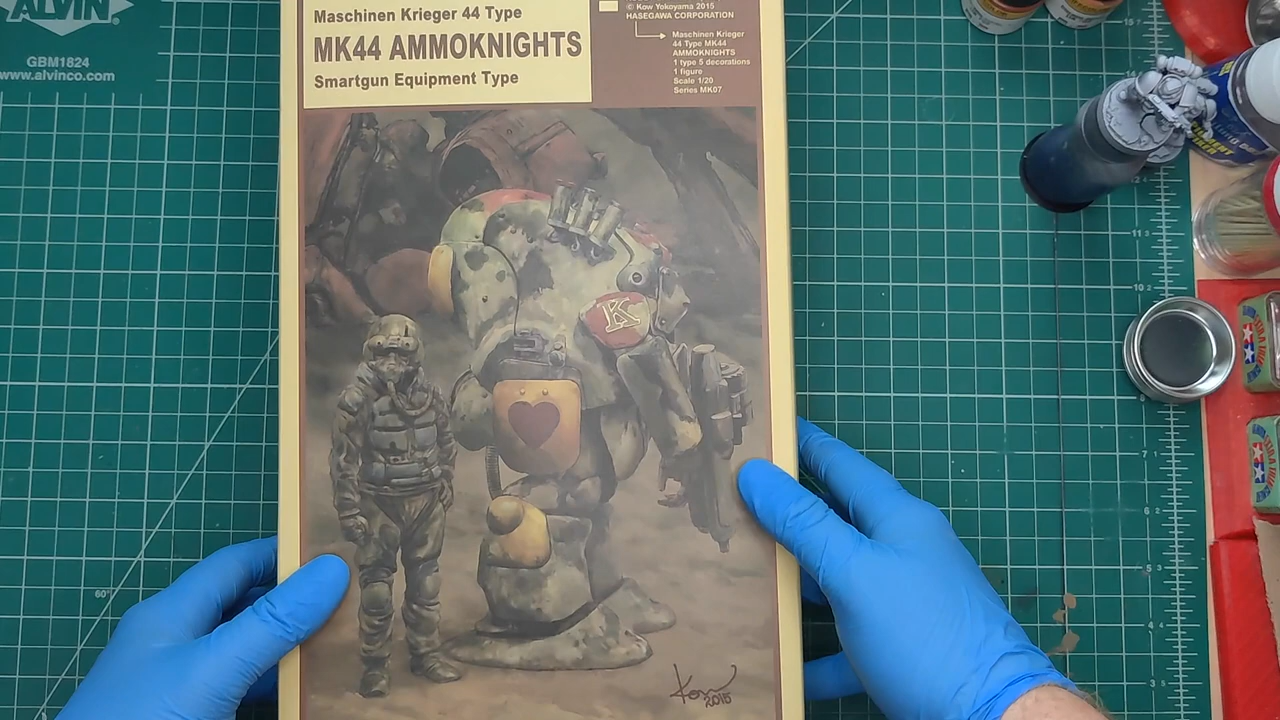 ALVIN
GBM1824
www.alvinco.com
Maschinen Krieger 44 Type
MK44 AMMOKNIGHTS
Smartgun Equipment Type
© Kow Yokoyama 2015
HASEGAWA CORPORATION
Maschinen Krieger
44 Type MK44
AMMOKNIGHTS
1 type 5 decorations
1 figure
Scale 1/20
Series MK07
K
Kow
2015
60°